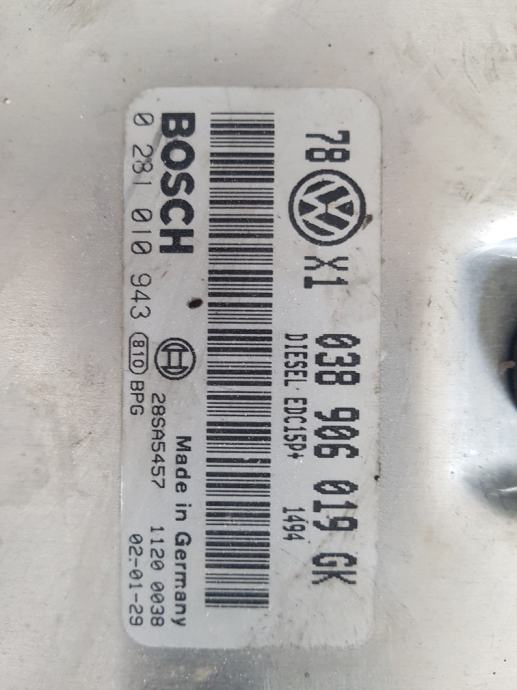 78 X1 038 906 019 GK
DIESEL·EDC15P+ 1494
BOSCH
28SA5457
Made in Germany
1120 0038
0 281 010 943 810 BPG
02-01-29